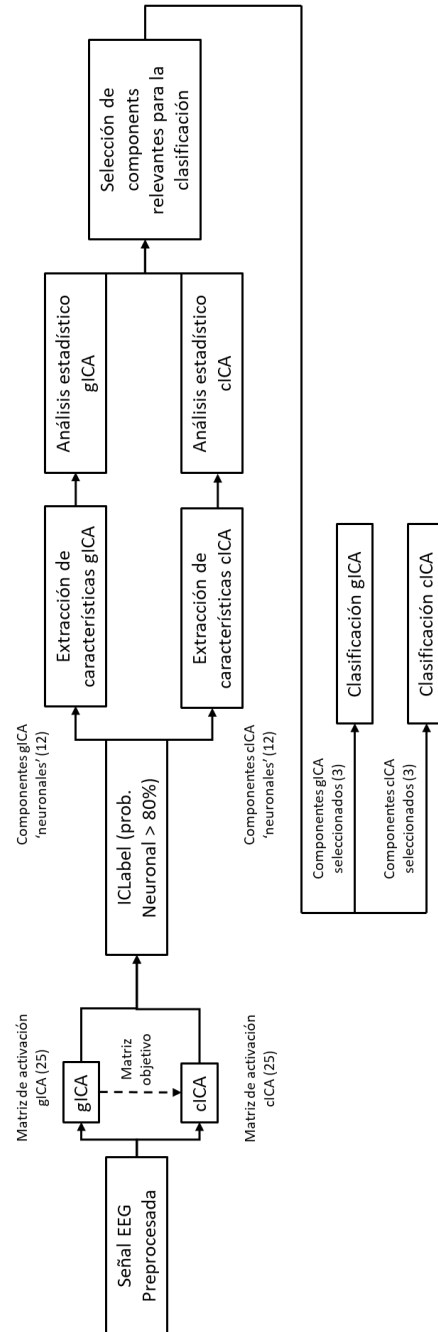 Señal EEG
Preprocesada
Matriz de activación
gICA (25)
gICA
Matriz
objetivo
cICA
Matriz de activación
cICA (25)
ICLabel (prob.
Neuronal > 80%)
Componentes gICA
‘neuronales’ (12)
Componentes cICA
‘neuronales’ (12)
Extracción de
características gICA
Extracción de
características cICA
Análisis estadístico
gICA
Análisis estadístico
cICA
Selección de
components
relevantes para la
clasificación
Componentes gICA
seleccionados (3)
Clasificación gICA
Componentes cICA
seleccionados (3)
Clasificación cICA